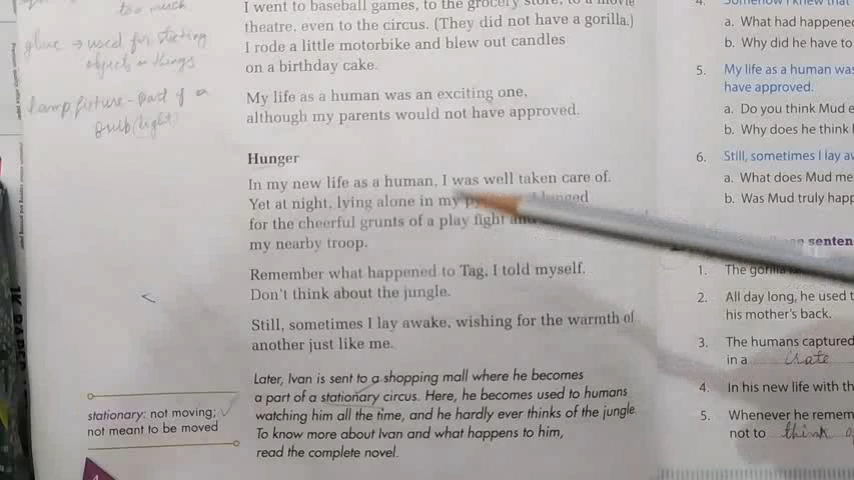 too much
glue → used for sticking
objects or things
lamp fixture - part of a
bulb (light)
I went to baseball games, to the grocery store, to a movie
theatre, even to the circus. (They did not have a gorilla.)
I rode a little motorbike and blew out candles
on a birthday cake.
My life as a human was an exciting one,
although my parents would not have approved.
Hunger
In my new life as a human, I was well taken care of.
Yet at night, lying alone in my
for the cheerful grunts of a play fight and
my nearby troop.
Remember what happened to Tag, I told myself.
Don't think about the jungle.
Still, sometimes I lay awake, wishing for the warmth of
another just like me.
Later, Ivan is sent to a shopping mall where he becomes
a part of a stationary circus. Here, he becomes used to humans
watching him all the time, and he hardly ever thinks of the jungle.
To know more about Ivan and what happens to him,
read the complete novel.
stationary: not moving;
not meant to be moved
4
4. Somehow I knew that
a. What had happened
b. Why did he have to
5. My life as a human was
have approved.
a. Do you think Mud
b. Why does he think
6. Still, sometimes I lay
a. What does Mud
b. Was Mud truly
senten
1. The
2. All day long, he used
his mother's back.
3. The humans captured
in a crate
4. In his new life with
5. Whenever he
not to think